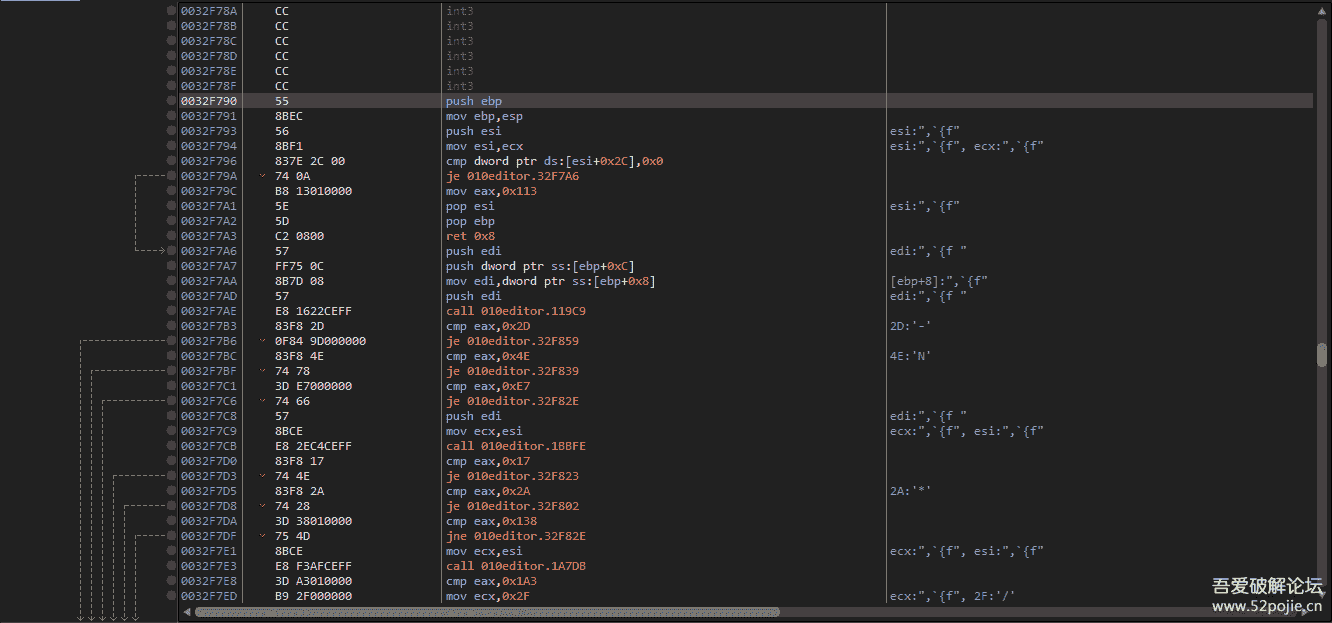 0032F78A CC int3
0032F78B CC int3
0032F78C CC int3
0032F78D CC int3
0032F78E CC int3
0032F78F CC int3
0032F790 55 push ebp
0032F791 8BEC mov ebp,esp
0032F793 56 push esi esi:",`{f"
0032F794 8BF1 mov esi,ecx esi:",`{f", ecx:",`{f"
0032F796 837E 2C 00 cmp dword ptr ds:[esi+0x2C],0x0
0032F79A 74 0A je 010editor.32F7A6
0032F79C B8 13010000 mov eax,0x113
0032F7A1 5E pop esi esi:",`{f"
0032F7A2 5D pop ebp
0032F7A3 C2 0800 ret 0x8
0032F7A6 57 push edi edi:",`{f "
0032F7A7 FF75 0C push dword ptr ss:[ebp+0xC]
0032F7AA 8B7D 08 mov edi,dword ptr ss:[ebp+0x8] [ebp+8]:",`{f"
0032F7AD 57 push edi edi:",`{f "
0032F7AE E8 1622CEFF call 010editor.119C9
0032F7B3 83F8 2D cmp eax,0x2D 2D:'-'
0032F7B6 0F84 9D000000 je 010editor.32F859
0032F7BC 83F8 4E cmp eax,0x4E 4E:'N'
0032F7BF 74 78 je 010editor.32F839
0032F7C1 3D E7000000 cmp eax,0xE7
0032F7C6 74 66 je 010editor.32F82E
0032F7C8 57 push edi edi:",`{f "
0032F7C9 8BCE mov ecx,esi ecx:",`{f", esi:",`{f"
0032F7CB E8 2EC4CEFF call 010editor.1BBFE
0032F7D0 83F8 17 cmp eax,0x17
0032F7D3 74 4E je 010editor.32F823
0032F7D5 83F8 2A cmp eax,0x2A 2A:'*'
0032F7D8 74 28 je 010editor.32F802
0032F7DA 3D 38010000 cmp eax,0x138
0032F7DF 75 4D jne 010editor.32F82E
0032F7E1 8BCE mov ecx,esi ecx:",`{f", esi:",`{f"
0032F7E3 E8 F3AFCEFF call 010editor.1A7DB
0032F7E8 3D A3010000 cmp eax,0x1A3
0032F7ED B9 2F000000 mov ecx,0x2F ecx:",`{f", 2F:'/'
吾爱破解论坛
www.52pojie.cn